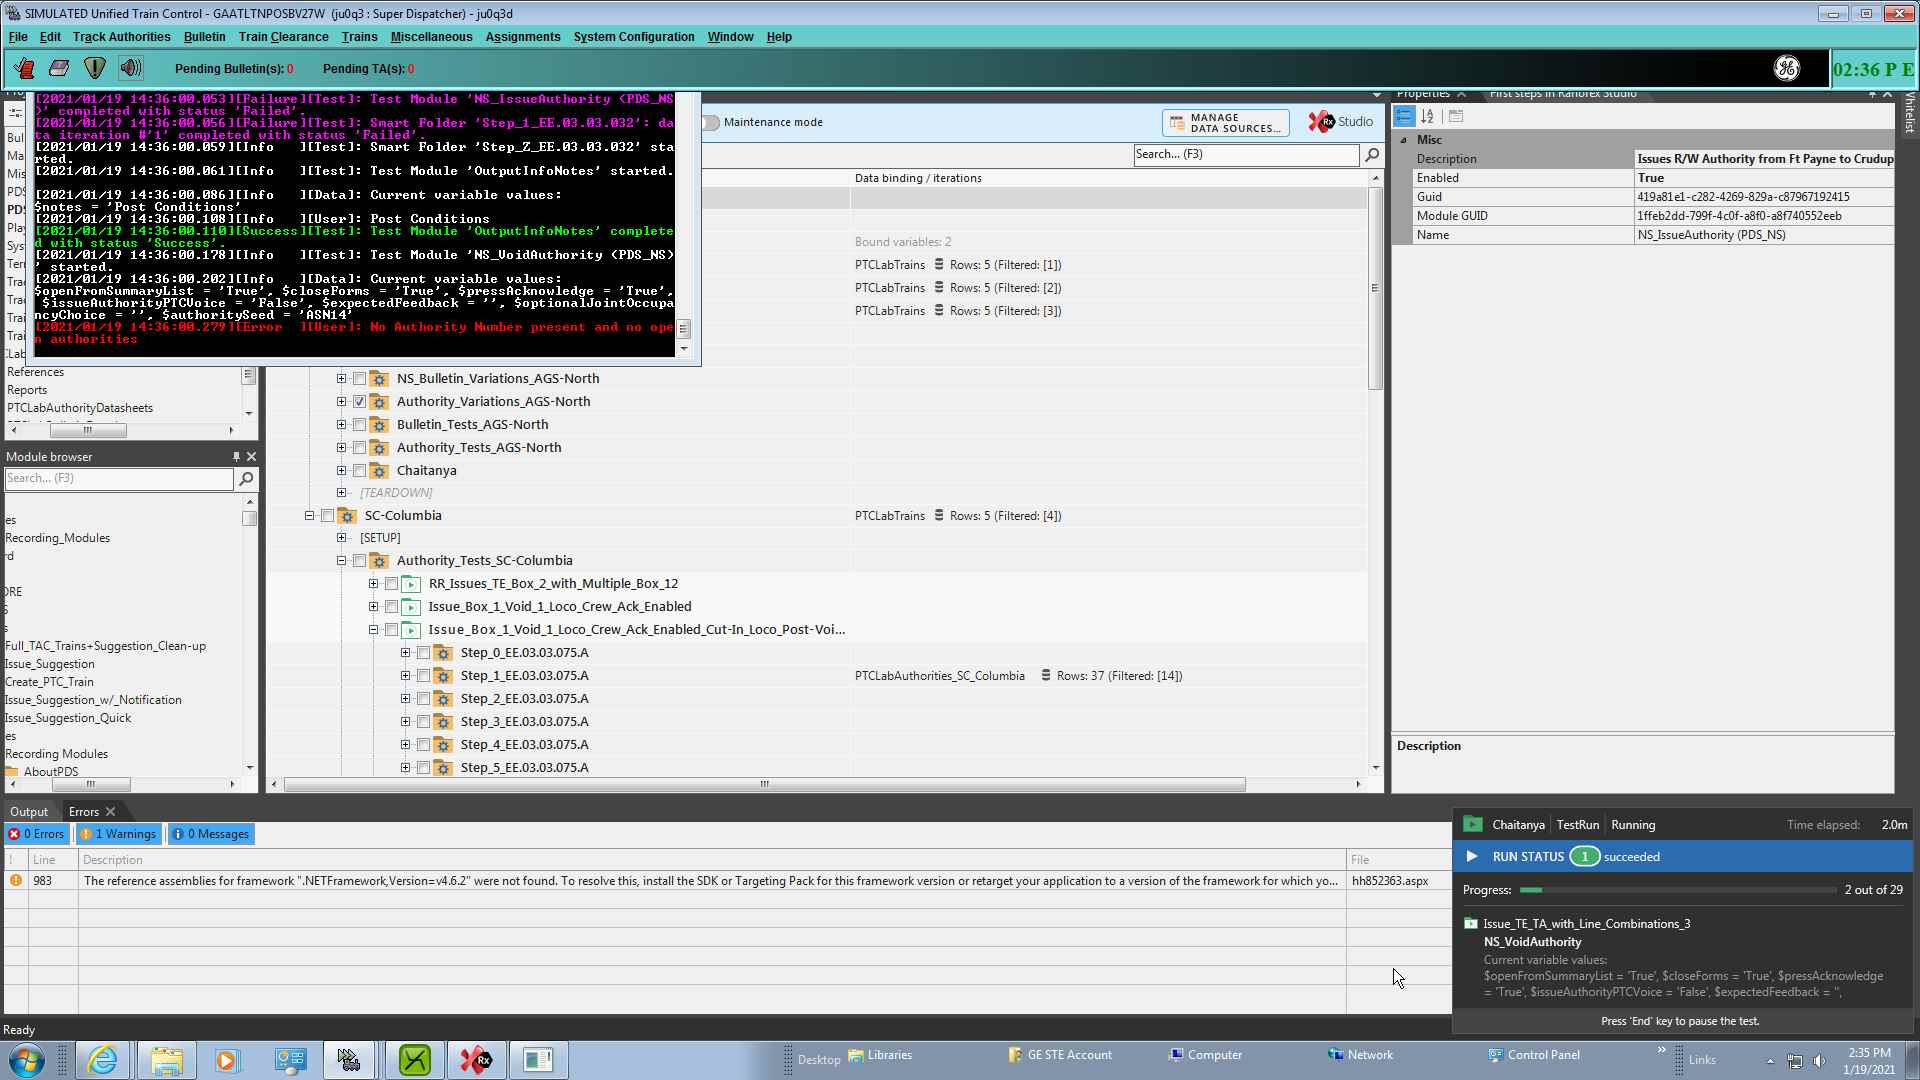 SIMULATED Unified Train Control - GAATLTNPOSBV27W (ju0q3 : Super Dispatcher) - ju0q3d
File Edit Track Authorities Bulletin Train Clearance Trains Miscellaneous Assignments System Configuration Window Help
Pending Bulletin(s): 0 Pending TA(s): 0
02:36 P E
[2021/01/19 14:36:00.053][Failure][Test]: Test Module 'NS_IssueAuthority (PDS_NS
)' completed with status 'Failed'.
[2021/01/19 14:36:00.056][Failure][Test]: Smart Folder 'Step_1_EE.03.03.032': da
ta iteration #'1' completed with status 'Failed'.
[2021/01/19 14:36:00.059][Info ][Test]: Smart Folder 'Step_Z_EE.03.03.032' sta
rted.
[2021/01/19 14:36:00.061][Info ][Test]: Test Module 'OutputInfoNotes' started.
[2021/01/19 14:36:00.086][Info ][Data]: Current variable values:
$notes = 'Post Conditions'
[2021/01/19 14:36:00.108][Info ][User]: Post Conditions
[2021/01/19 14:36:00.110][Success][Test]: Test Module 'OutputInfoNotes' complete
d with status 'Success'.
[2021/01/19 14:36:00.178][Info ][Test]: Test Module 'NS_VoidAuthority (PDS_NS)
' started.
[2021/01/19 14:36:00.202][Info ][Data]: Current variable values:
$openFromSummaryList = 'True', $closeForms = 'True', $pressAcknowledge = 'True',
$issueAuthorityPTCVoice = 'False', $expectedFeedback = '', $optionalJointOccupa
ncyChoice = '', $authoritySeed = 'ASN14'
[2021/01/19 14:36:00.279][Error ][User]: No Authority Number present and no ope
n authorities
Bul
Ma
Mis
PDS
PDS
Play
Sys
Ter
Tra
Tra
Tra
Trai
CLab
References
Reports
PTCLabAuthorityDatasheets
Maintenance mode
MANAGE
DATA SOURCES...
Studio
Search... (F3)
Data binding / iterations
Bound variables: 2
PTCLabTrains Rows: 5 (Filtered: [1])
PTCLabTrains Rows: 5 (Filtered: [2])
PTCLabTrains Rows: 5 (Filtered: [3])
NS_Bulletin_Variations_AGS-North
Authority_Variations_AGS-North
Bulletin_Tests_AGS-North
Authority_Tests_AGS-North
Chaitanya
[TEARDOWN]
SC-Columbia PTCLabTrains Rows: 5 (Filtered: [4])
[SETUP]
Authority_Tests_SC-Columbia
RR_Issues_TE_Box_2_with_Multiple_Box_12
Issue_Box_1_Void_1_Loco_Crew_Ack_Enabled
Issue_Box_1_Void_1_Loco_Crew_Ack_Enabled_Cut-In_Loco_Post-Voi...
Step_0_EE.03.03.075.A
Step_1_EE.03.03.075.A PTCLabAuthorities_SC_Columbia Rows: 37 (Filtered: [14])
Step_2_EE.03.03.075.A
Step_3_EE.03.03.075.A
Step_4_EE.03.03.075.A
Step_5_EE.03.03.075.A
Properties First steps in Ranorex Studio
Whitelist
Misc
Description Issues R/W Authority from Ft Payne to Crudup
Enabled True
Guid 419a81e1-c282-4269-829a-c87967192415
Module GUID 1ffeb2dd-799f-4c0f-a8f0-a8f740552eeb
Name NS_IssueAuthority (PDS_NS)
Description
Module browser
Search... (F3)
es
Recording_Modules
rd
ORE
s
Full_TAC_Trains+Suggestion_Clean-up
Issue_Suggestion
Create_PTC_Train
Issue_Suggestion_w/_Notification
Issue_Suggestion_Quick
es
Recording Modules
AboutPDS
Output Errors
0 Errors 1 Warnings 0 Messages
! Line Description File
983 The reference assemblies for framework ".NETFramework,Version=v4.6.2" were not found. To resolve this, install the SDK or Targeting Pack for this framework version or retarget your application to a version of the framework for which yo... hh852363.aspx
Chaitanya TestRun Running Time elapsed: 2.0m
RUN STATUS 1 succeeded
Progress: 2 out of 29
Issue_TE_TA_with_Line_Combinations_3
NS_VoidAuthority
Current variable values:
$openFromSummaryList = 'True', $closeForms = 'True', $pressAcknowledge
= 'True', $issueAuthorityPTCVoice = 'False', $expectedFeedback = '',
Press 'End' key to pause the test.
Ready
Desktop Libraries GE STE Account Computer Network Control Panel » Links
2:35 PM
1/19/2021